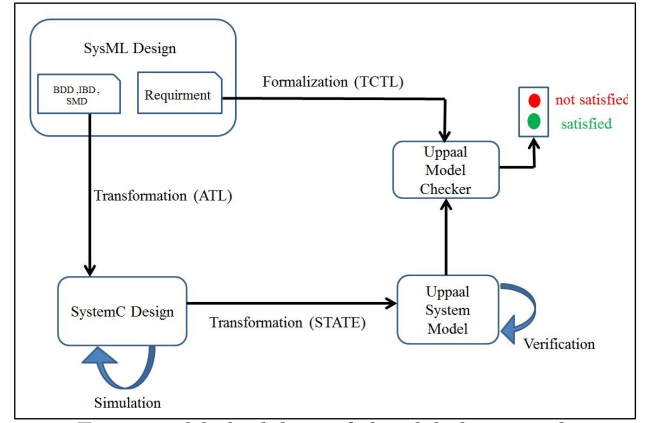 SysML Design
BDD ,IBD ,
SMD
Requirment
Formalization (TCTL)
not satisfied
satisfied
Uppaal
Model
Checker
Transformation (ATL)
SystemC Design
Transformation (STATE)
Uppaal
System
Model
Verification
Simulation